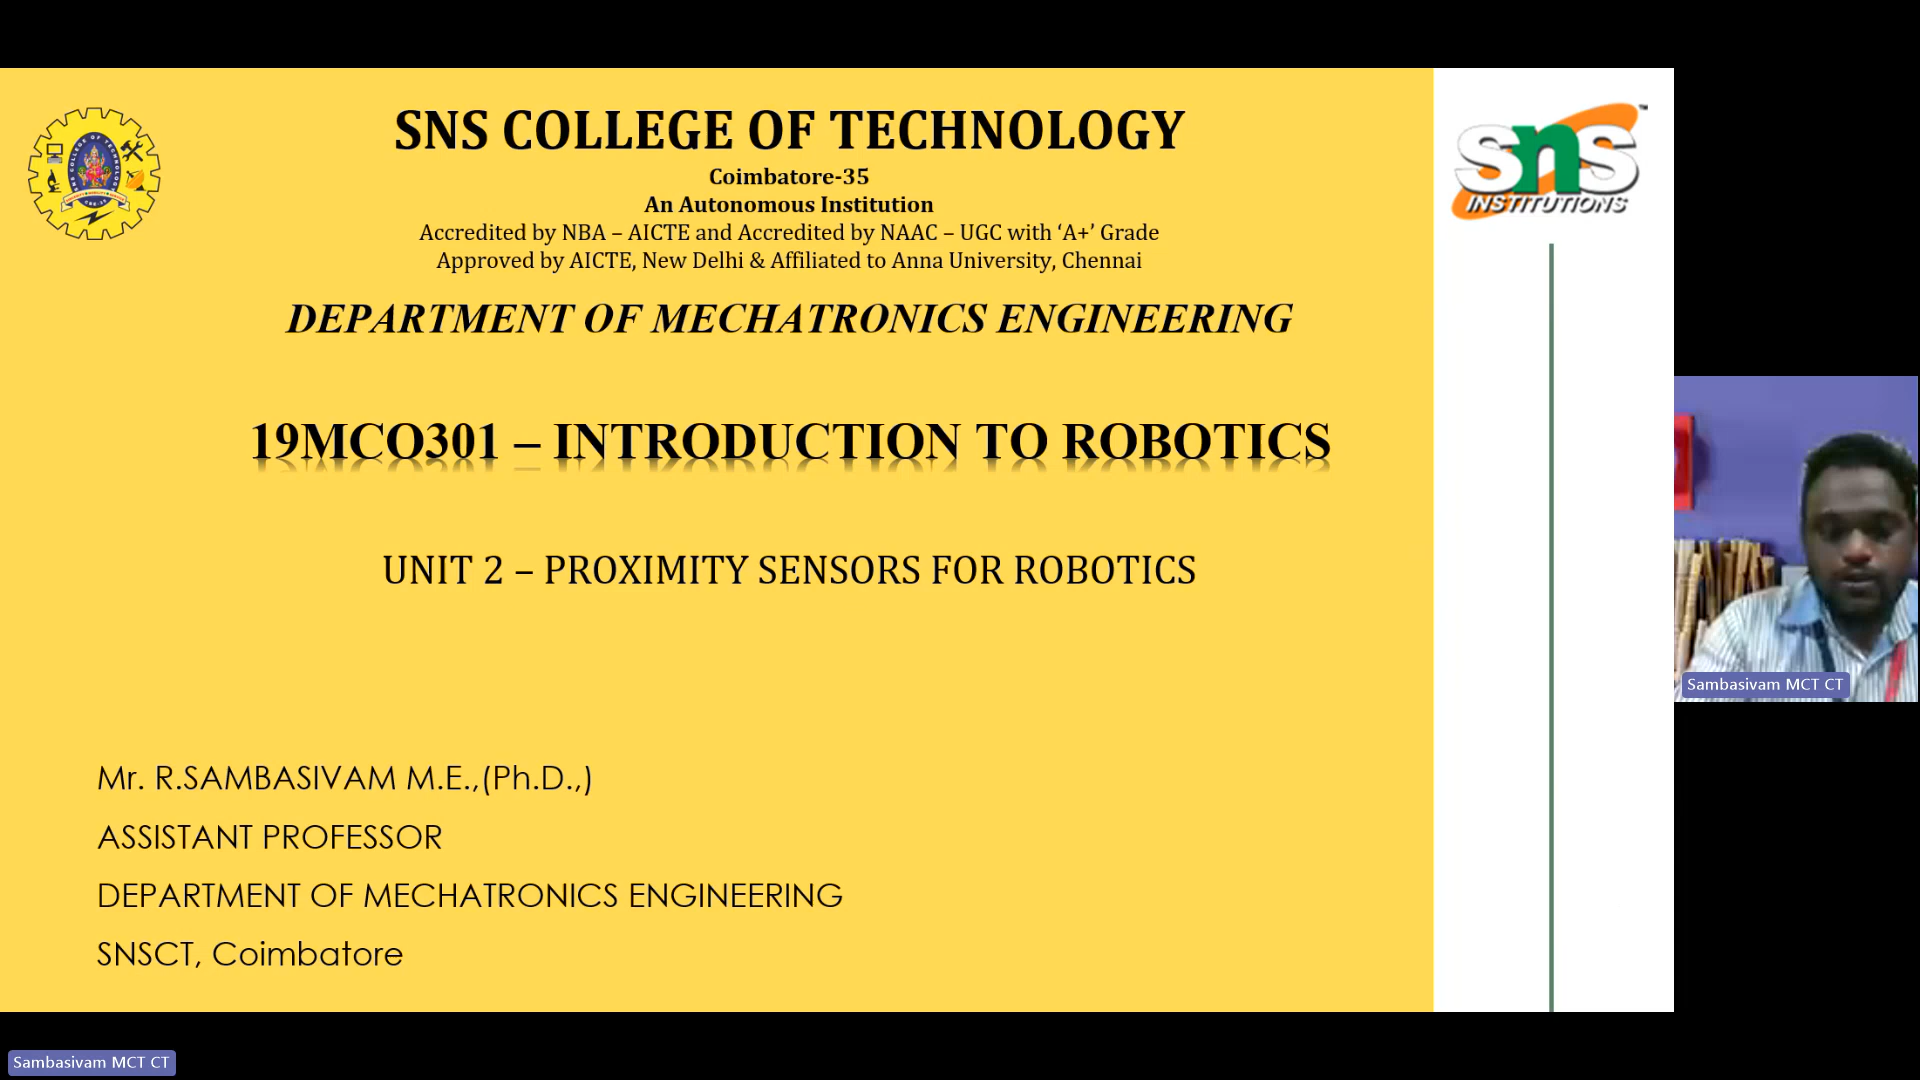 SNS COLLEGE OF TECHNOLOGY
Coimbatore-35
An Autonomous Institution
Accredited by NBA – AICTE and Accredited by NAAC – UGC with ‘A+’ Grade
Approved by AICTE, New Delhi & Affiliated to Anna University, Chennai
DEPARTMENT OF MECHATRONICS ENGINEERING
19MCO301 – INTRODUCTION TO ROBOTICS
UNIT 2 – PROXIMITY SENSORS FOR ROBOTICS
Mr. R.SAMBASIVAM M.E.,(Ph.D.,)
ASSISTANT PROFESSOR
DEPARTMENT OF MECHATRONICS ENGINEERING
SNSCT, Coimbatore
sns
INSTITUTIONS
TM
Sambasivam MCT CT
Sambasivam MCT CT